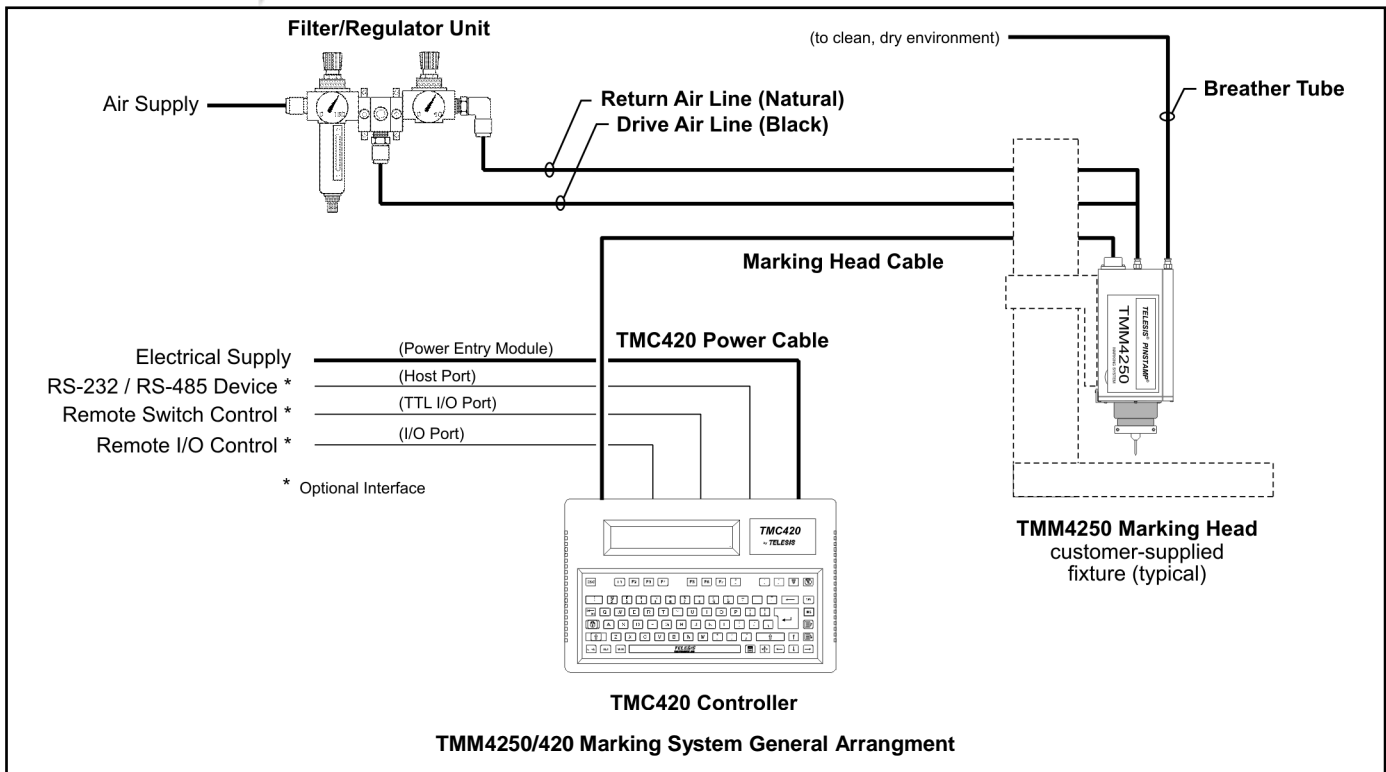 Filter/Regulator Unit
(to clean, dry environment)
Air Supply
Return Air Line (Natural)
Drive Air Line (Black)
Breather Tube
Marking Head Cable
TELESIS® PINSTAMP®
TMM4250
MARKING SYSTEM
TMC420 Power Cable
Electrical Supply
(Power Entry Module)
RS-232 / RS-485 Device *
(Host Port)
Remote Switch Control *
(TTL I/O Port)
Remote I/O Control *
(I/O Port)
* Optional Interface
TMC420
by TELESIS
TELESIS
TMM4250 Marking Head
customer-supplied
fixture (typical)
TMC420 Controller
TMM4250/420 Marking System General Arrangment